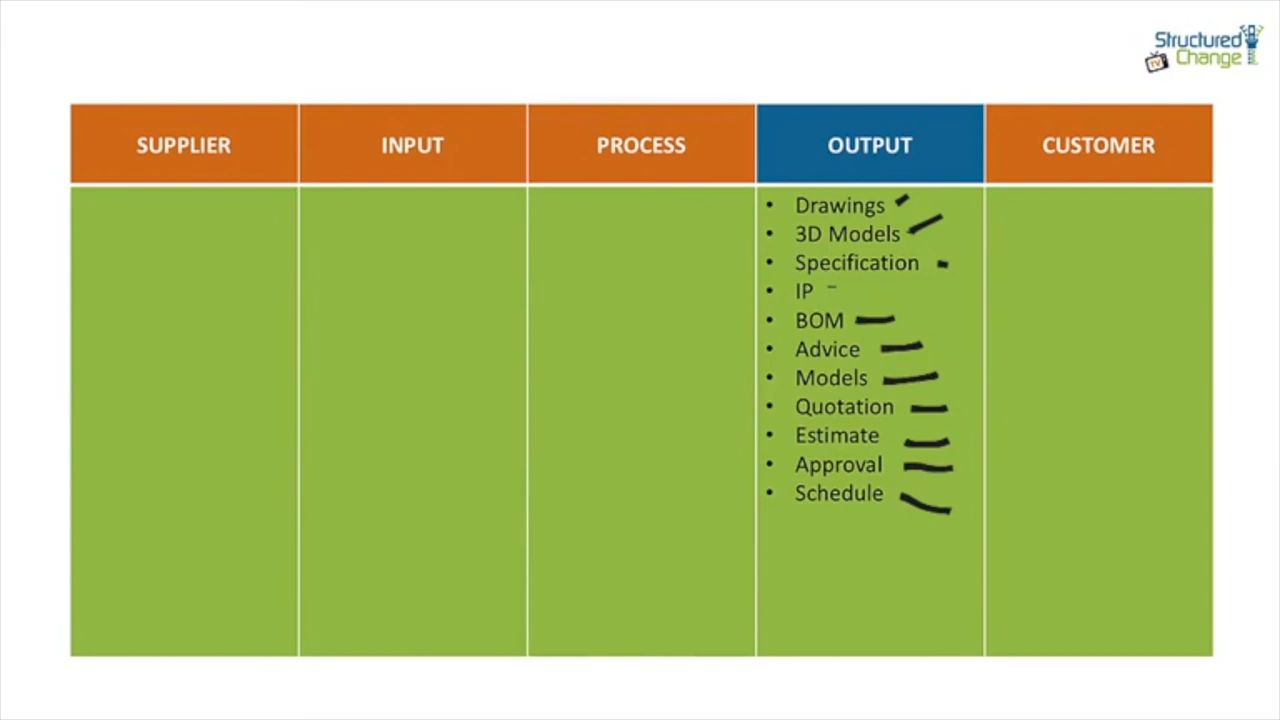 Structured
TV Change
SUPPLIER INPUT PROCESS OUTPUT CUSTOMER
• Drawings
• 3D Models
• Specification
• IP
• BOM
• Advice
• Models
• Quotation
• Estimate
• Approval
• Schedule